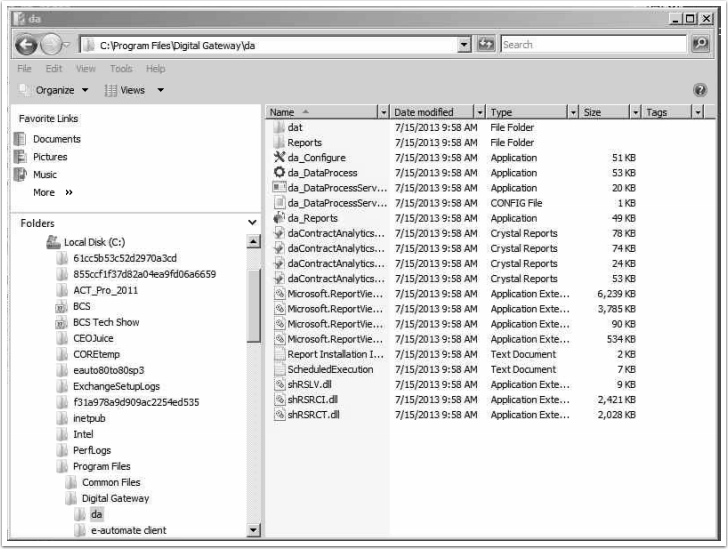 da
C:\Program Files\Digital Gateway\da
Search
File Edit View Tools Help
Organize Views
Favorite Links
Documents
Pictures
Music
More »
Folders
Local Disk (C:)
61cc5b53c52d2970a3cd
855ccf1f37d82a04ea9fd06a6659
ACT_Pro_2011
BCS
BCS Tech Show
CEOJuice
COREtemp
eauto80to80sp3
ExchangeSetupLogs
f31a978a9d909ac2254ed535
inetpub
Intel
PerfLogs
Program Files
Common Files
Digital Gateway
da
e-automate client
Name Date modified Type Size Tags
dat 7/15/2013 9:58 AM File Folder
Reports 7/15/2013 9:58 AM File Folder
da_Configure 7/15/2013 9:58 AM Application 51 KB
da_DataProcess 7/15/2013 9:58 AM Application 53 KB
da_DataProcessServ... 7/15/2013 9:58 AM Application 20 KB
da_DataProcessServ... 7/15/2013 9:58 AM CONFIG File 1 KB
da_Reports 7/15/2013 9:58 AM Application 49 KB
daContractAnalytics... 7/15/2013 9:58 AM Crystal Reports 78 KB
daContractAnalytics... 7/15/2013 9:58 AM Crystal Reports 74 KB
daContractAnalytics... 7/15/2013 9:58 AM Crystal Reports 24 KB
daContractAnalytics... 7/15/2013 9:58 AM Crystal Reports 53 KB
Microsoft.ReportVie... 7/15/2013 9:58 AM Application Exte... 6,239 KB
Microsoft.ReportVie... 7/15/2013 9:58 AM Application Exte... 3,785 KB
Microsoft.ReportVie... 7/15/2013 9:58 AM Application Exte... 90 KB
Microsoft.ReportVie... 7/15/2013 9:58 AM Application Exte... 534 KB
Report Installation I... 7/15/2013 9:58 AM Text Document 2 KB
ScheduledExecution 7/15/2013 9:58 AM Text Document 7 KB
shRSLV.dll 7/15/2013 9:58 AM Application Exte... 9 KB
shRSRCI.dll 7/15/2013 9:58 AM Application Exte... 2,421 KB
shRSRCT.dll 7/15/2013 9:58 AM Application Exte... 2,028 KB